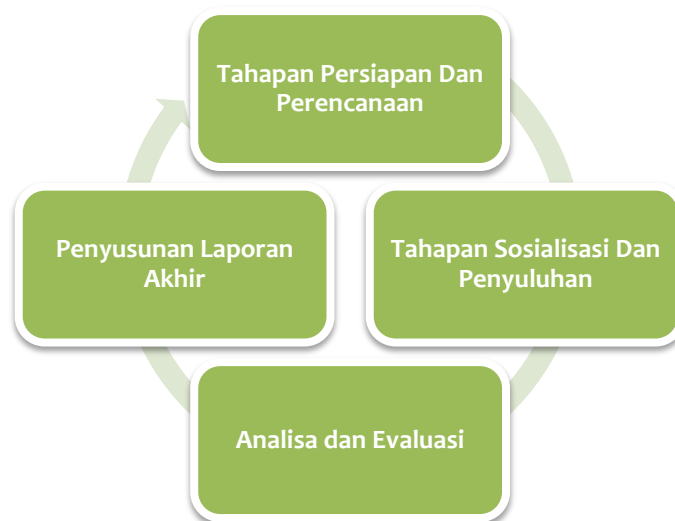 Tahapan Persiapan Dan
Perencanaan
Tahapan Sosialisasi Dan
Penyuluhan
Analisa dan Evaluasi
Penyusunan Laporan
Akhir